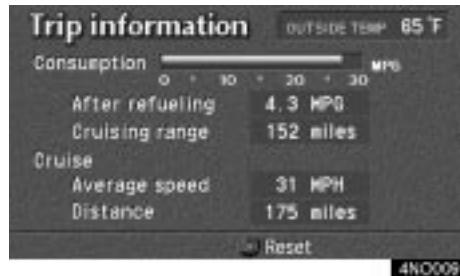 Trip information OUTSIDE TEMP 65°F
Consumption MPG
0 10 20 30
After refueling 4.3 MPG
Cruising range 152 miles
Cruise
Average speed 31 MPH
Distance 175 miles
Reset
4NO009